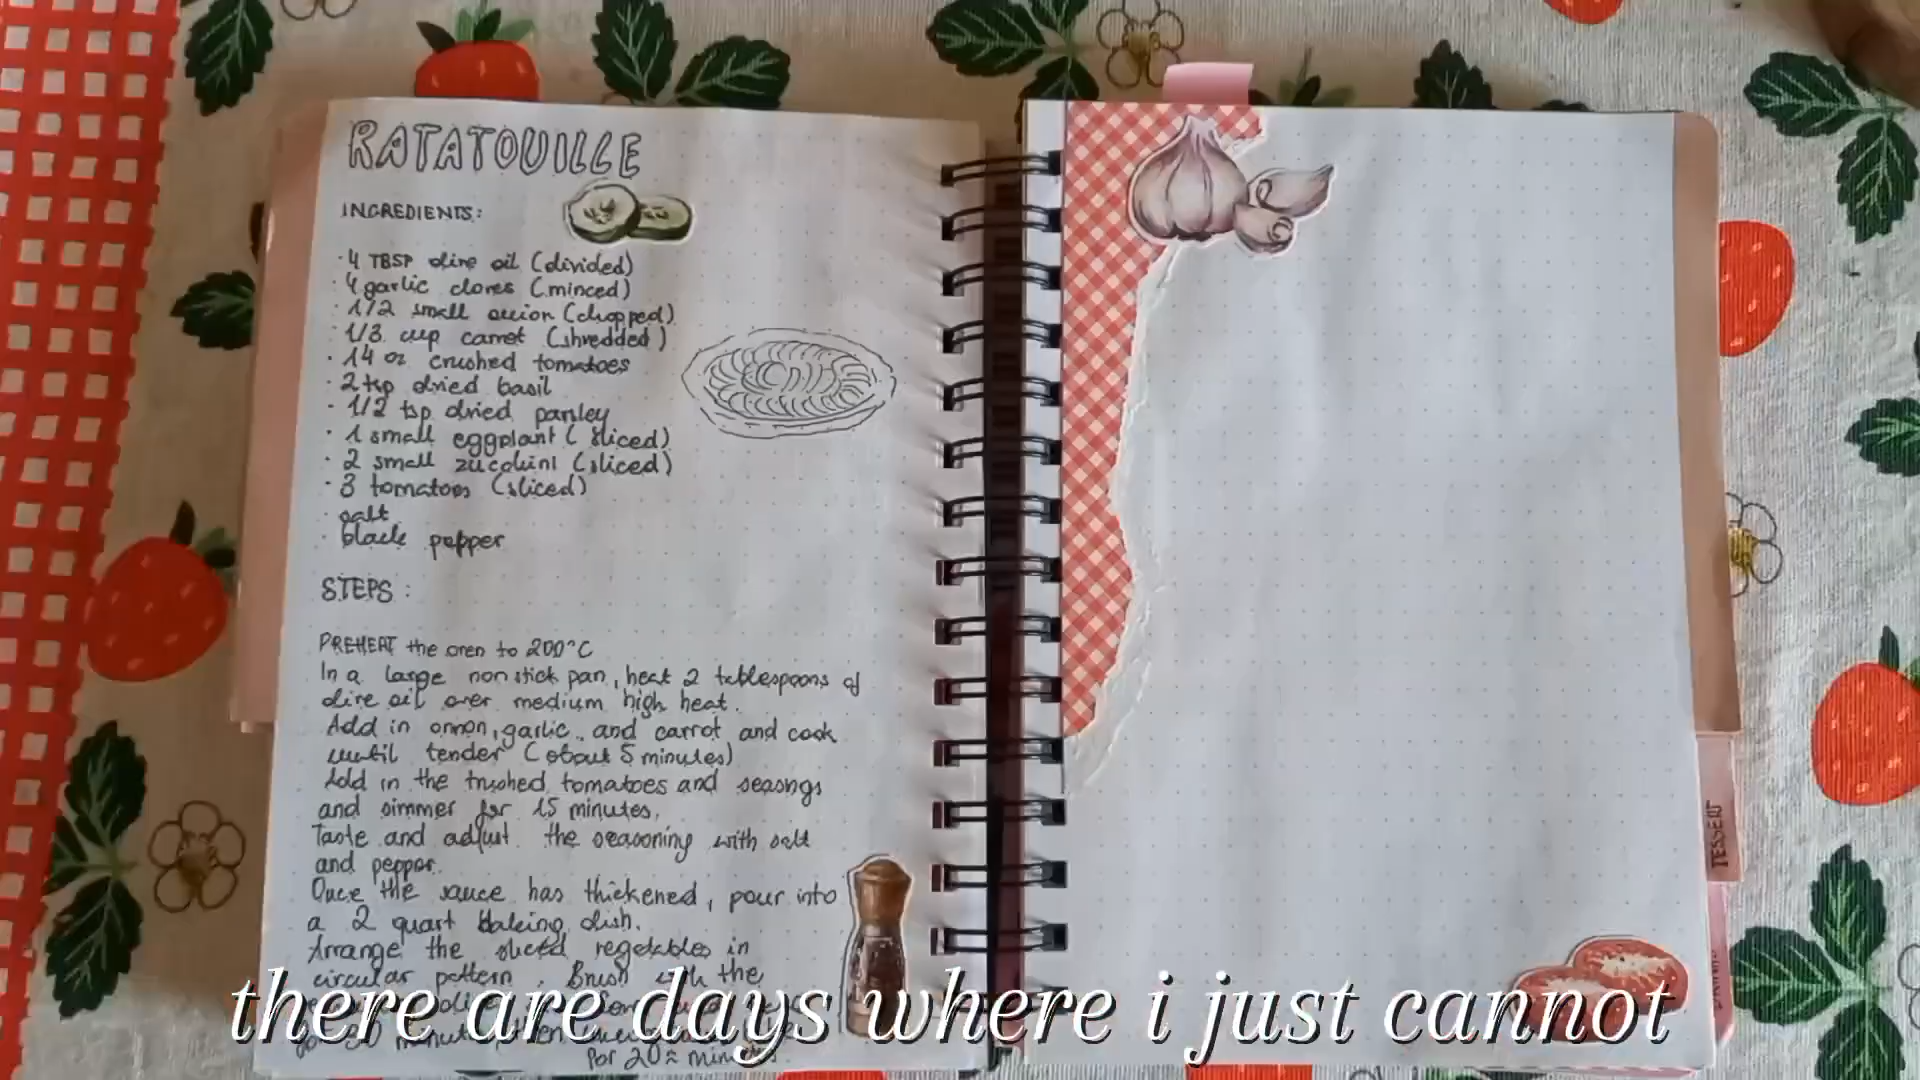 RATATOUILLE
INGREDIENTS:
· 4 TBSP olive oil (divided)
· 4 garlic cloves (minced)
· 1/2 small onion (chopped)
· 1/3 cup carrot (shredded)
· 14 oz crushed tomatoes
· 2 tsp dried basil
· 1/2 tsp dried parsley
· 1 small eggplant (sliced)
· 2 small zucchini (sliced)
· 3 tomatoes (sliced)
· salt
· black pepper
STEPS:
PREHEAT the oven to 200°C
In a large nonstick pan, heat 2 tablespoons of
olive oil over medium high heat.
Add in onion, garlic, and carrot and cook
until tender (about 5 minutes)
Add in the crushed tomatoes and seasongs
and simmer for 15 minutes.
Taste and adjust the seasoning with salt
and pepper.
Once the sauce has thickened, pour into
a 2 quart baking dish.
Arrange the sliced vegetables in
circular pattern. Brush with the
for 20
TESSERT
there are days where i just cannot